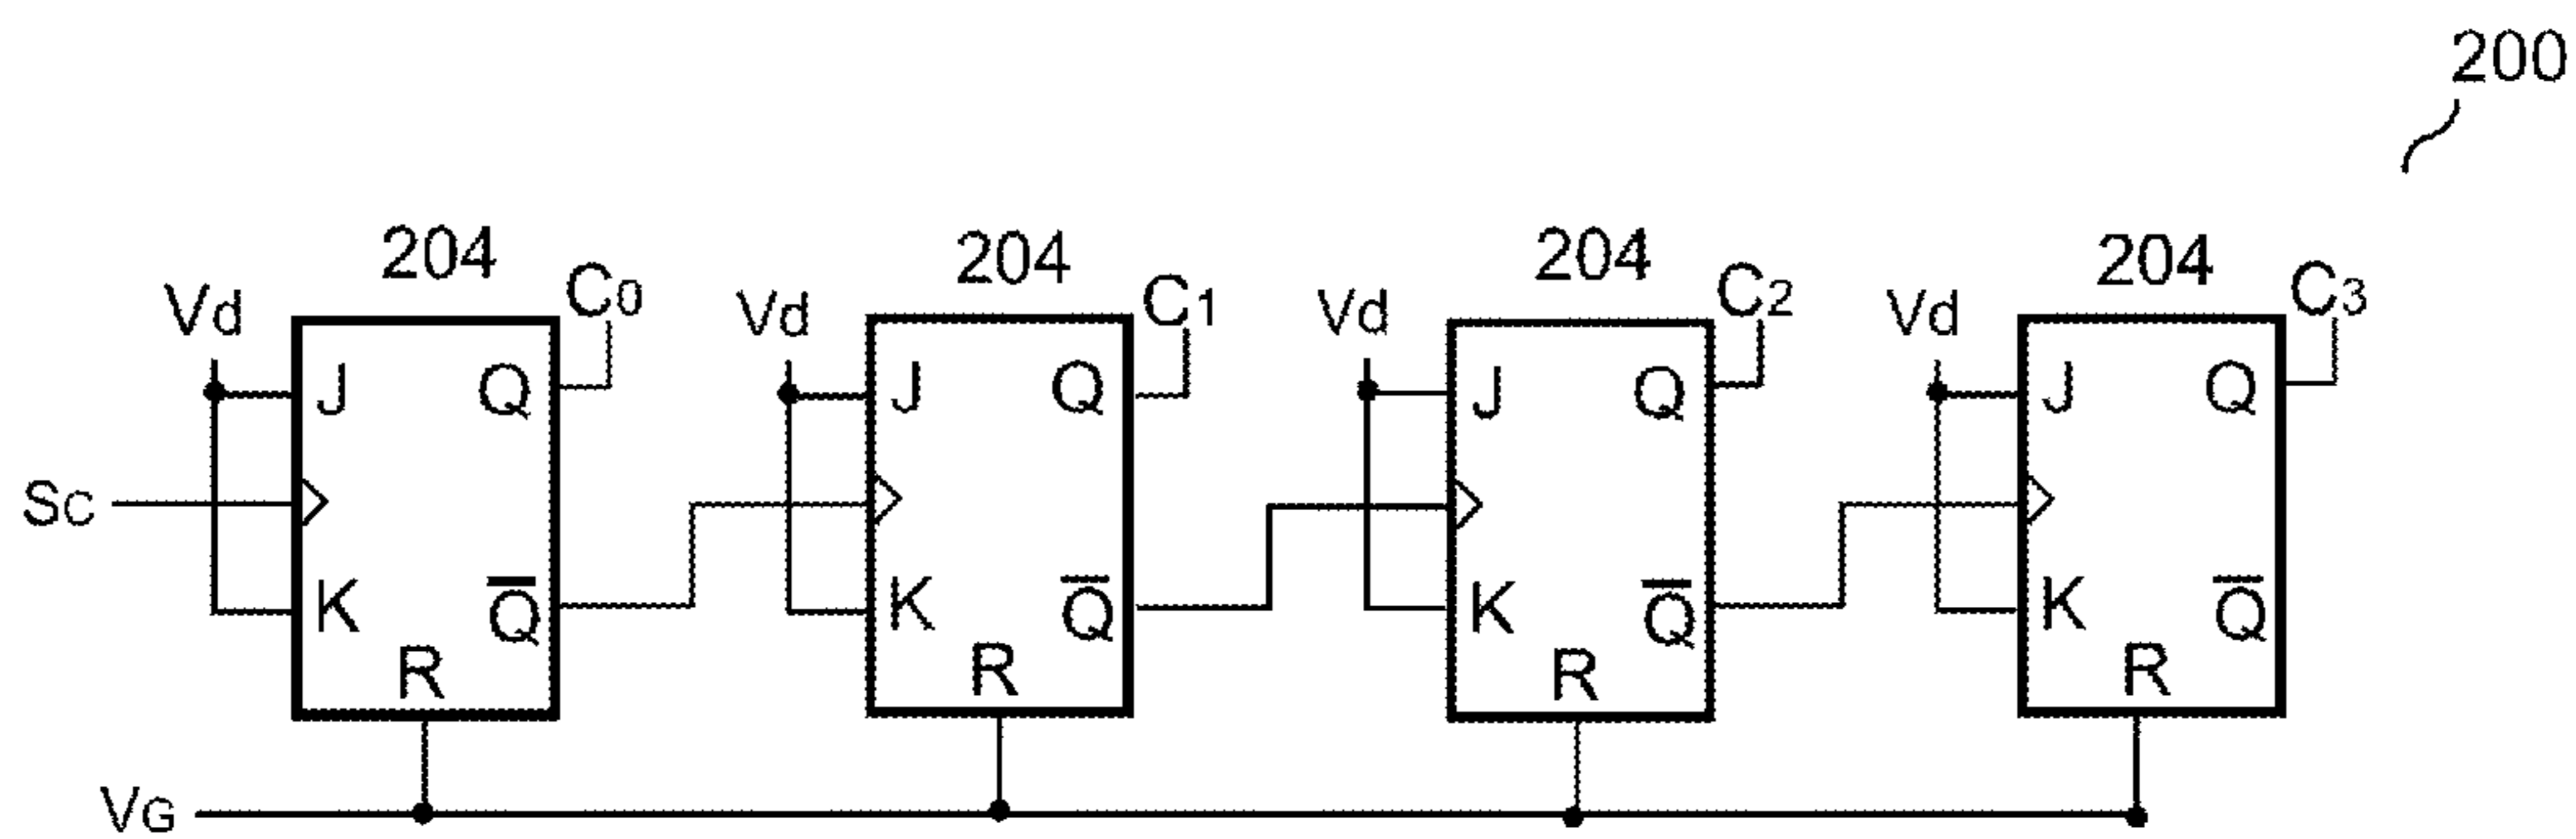 200
204 204 204 204
Vd C0 Vd C1 Vd C2 Vd C3
J Q J Q J Q J Q
SC
K Q̅ K Q̅ K Q̅ K Q̅
R R R R
VG